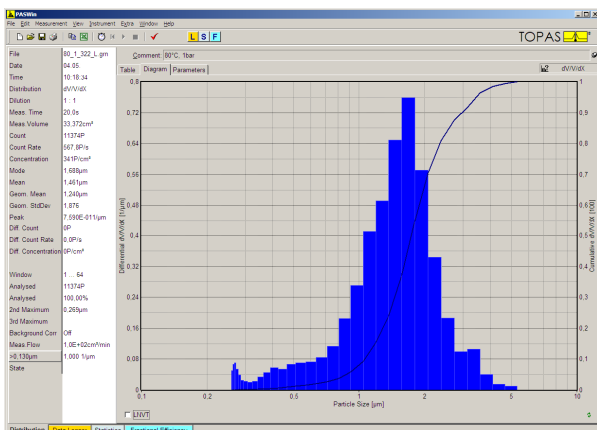 PASWin
File Edit Measurement View Instrument Extra Window Help
L S F
TOPAS
File 80_1_322_L.gm
Date 04.05
Time 10:18:34
Distribution dV/V/dX
Dilution 1 : 1
Meas. Time 20.0s
Meas Volume 33.372cm³
Count 11374P
Count Rate 567.8P/s
Concentration 341P/cm³
Mode 1.688µm
Mean 1.461µm
Geom. Mean 1.240µm
Geom. StdDev 1.876
Peak 7.590E-011/µm
Diff. Count 0P
Diff. Count Rate 0.0P/s
Diff. Concentration 0P/cm³
Window 1 ... 64
Analysed 11374P
Analysed 100.00%
2nd Maximum 0.269µm
3rd Maximum
Background Corr Off
Meas Flow 1.0E+02cm³/min
>0.130µm 1,000 1/µm
State
Comment 80°C, 1bar
Table Diagram Parameters
dV/V/dX
0.8
0.72
0.64
0.56
0.48
0.4
0.32
0.24
0.16
0.08
0
Differential dV/V/dX [1/µm]
1
0,9
0,8
0,7
0,6
0,5
0,4
0,3
0,2
0,1
0
Cumulative dV/V/dX [100]
0,1 0,2 0,5 1 2 5 10
Particle Size [µm]
LNVT
Distribution Data Logger Statistics Fractional Efficiency